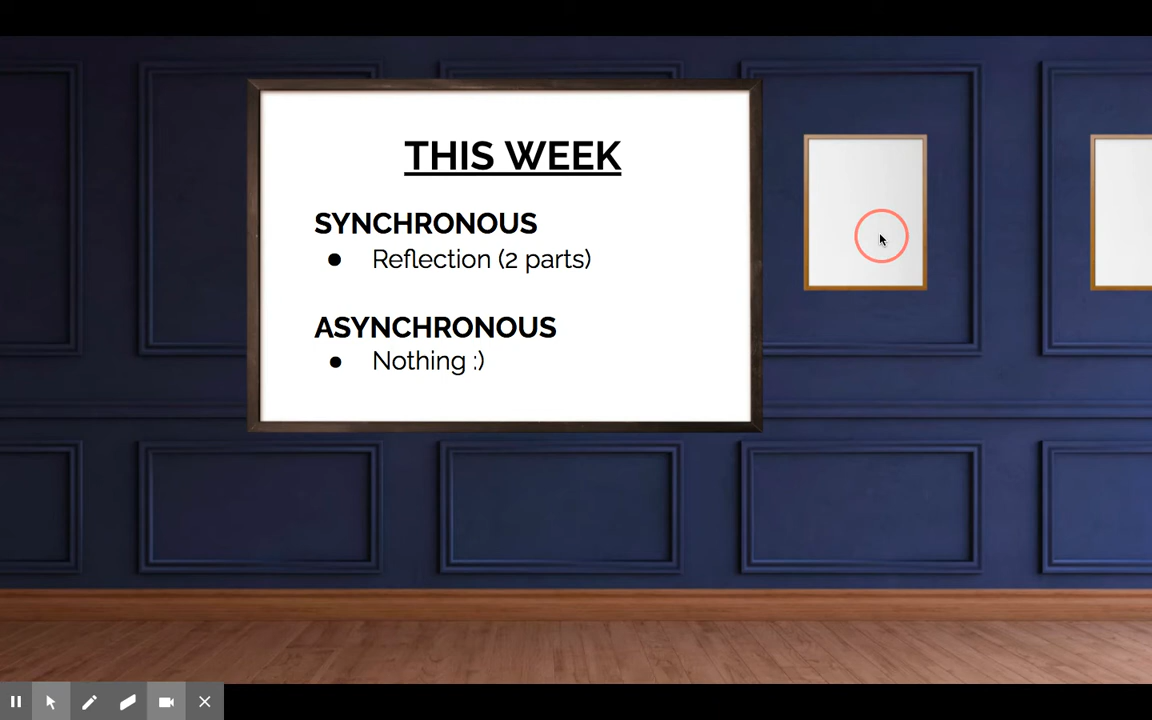 THIS WEEK
SYNCHRONOUS
● Reflection (2 parts)
ASYNCHRONOUS
● Nothing :)